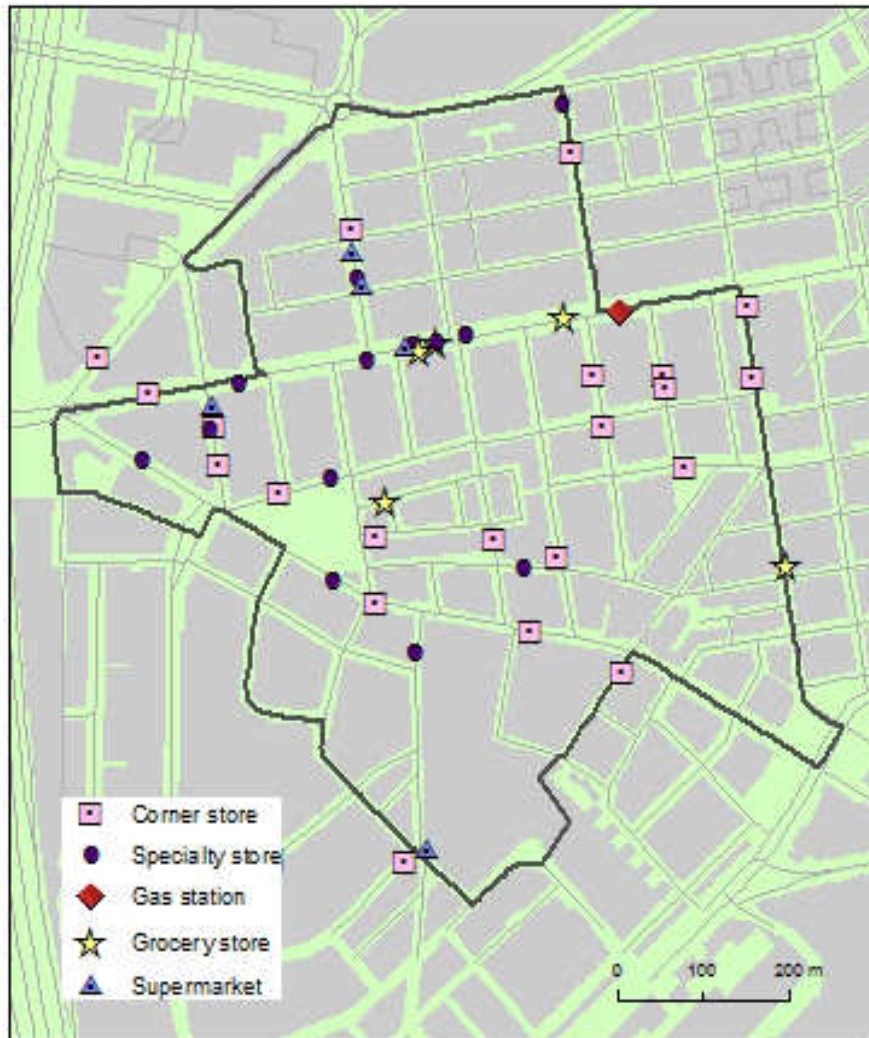 Corner store
Specialty store
Gas station
Grocery store
Supermarket
0 100 200 m